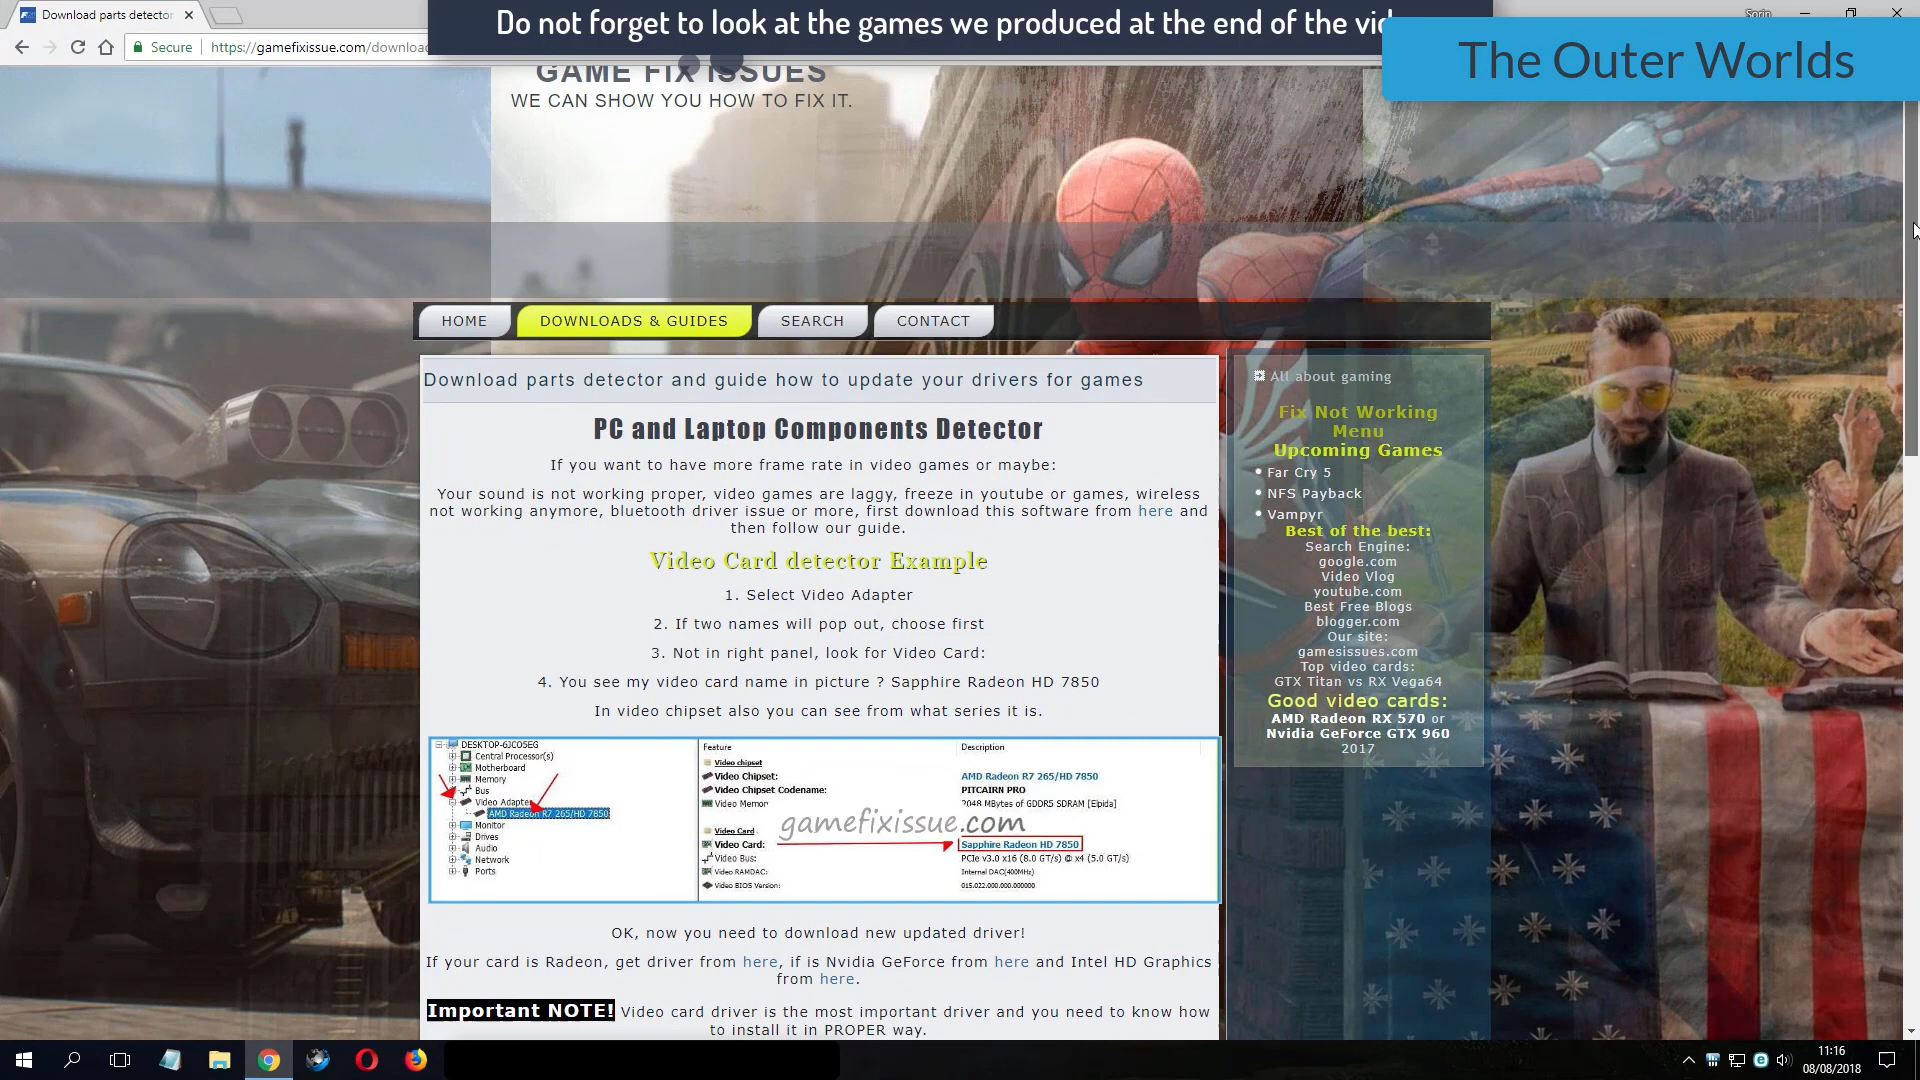 Download parts detector
Do not forget to look at the games we produced at the end of the vid
Sorin
The Outer Worlds
Secure
https://gamefixissue.com/download
GAME FIX ISSUES
WE CAN SHOW YOU HOW TO FIX IT.
HOME
DOWNLOADS & GUIDES
SEARCH
CONTACT
Download parts detector and guide how to update your drivers for games
PC and Laptop Components Detector
If you want to have more frame rate in video games or maybe:
Your sound is not working proper, video games are laggy, freeze in youtube or games, wireless
not working anymore, bluetooth driver issue or more, first download this software from here and
then follow our guide.
Video Card detector Example
1. Select Video Adapter
2. If two names will pop out, choose first
3. Not in right panel, look for Video Card:
4. You see my video card name in picture ? Sapphire Radeon HD 7850
In video chipset also you can see from what series it is.
DESKTOP-6JCO5EG
Central Processor(s)
Motherboard
Memory
Bus
Video Adapte
AMD Radeon R7 265/HD 7850
Monitor
Drives
Audio
Network
Ports
Feature
Description
Video chipset
Video Chipset:
AMD Radeon R7 265/HD 7850
Video Chipset Codename:
PITCAIRN PRO
Video Memor
2048 MBytes of GDDR5 SDRAM [Elpida]
gamefixissue.com
Video Card
Video Card:
Sapphire Radeon HD 7850
Video Bus:
PCIe v3.0 x16 (8.0 GT/s) @ x4 (5.0 GT/s)
Video RAMDAC:
Internal DAC(400MHz)
Video BIOS Version:
015.022.000.000.000000
OK, now you need to download new updated driver!
If your card is Radeon, get driver from here, if is Nvidia GeForce from here and Intel HD Graphics
from here.
Important NOTE! Video card driver is the most important driver and you need to know how
to install it in PROPER way.
All about gaming
Fix Not Working
Menu
Upcoming Games
Far Cry 5
NFS Payback
Vampyr
Best of the best:
Search Engine:
google.com
Video Vlog
youtube.com
Best Free Blogs
blogger.com
Our site:
gamesissues.com
Top video cards:
GTX Titan vs RX Vega64
Good video cards:
AMD Radeon RX 570 or
Nvidia GeForce GTX 960
2017
11:16
08/08/2018